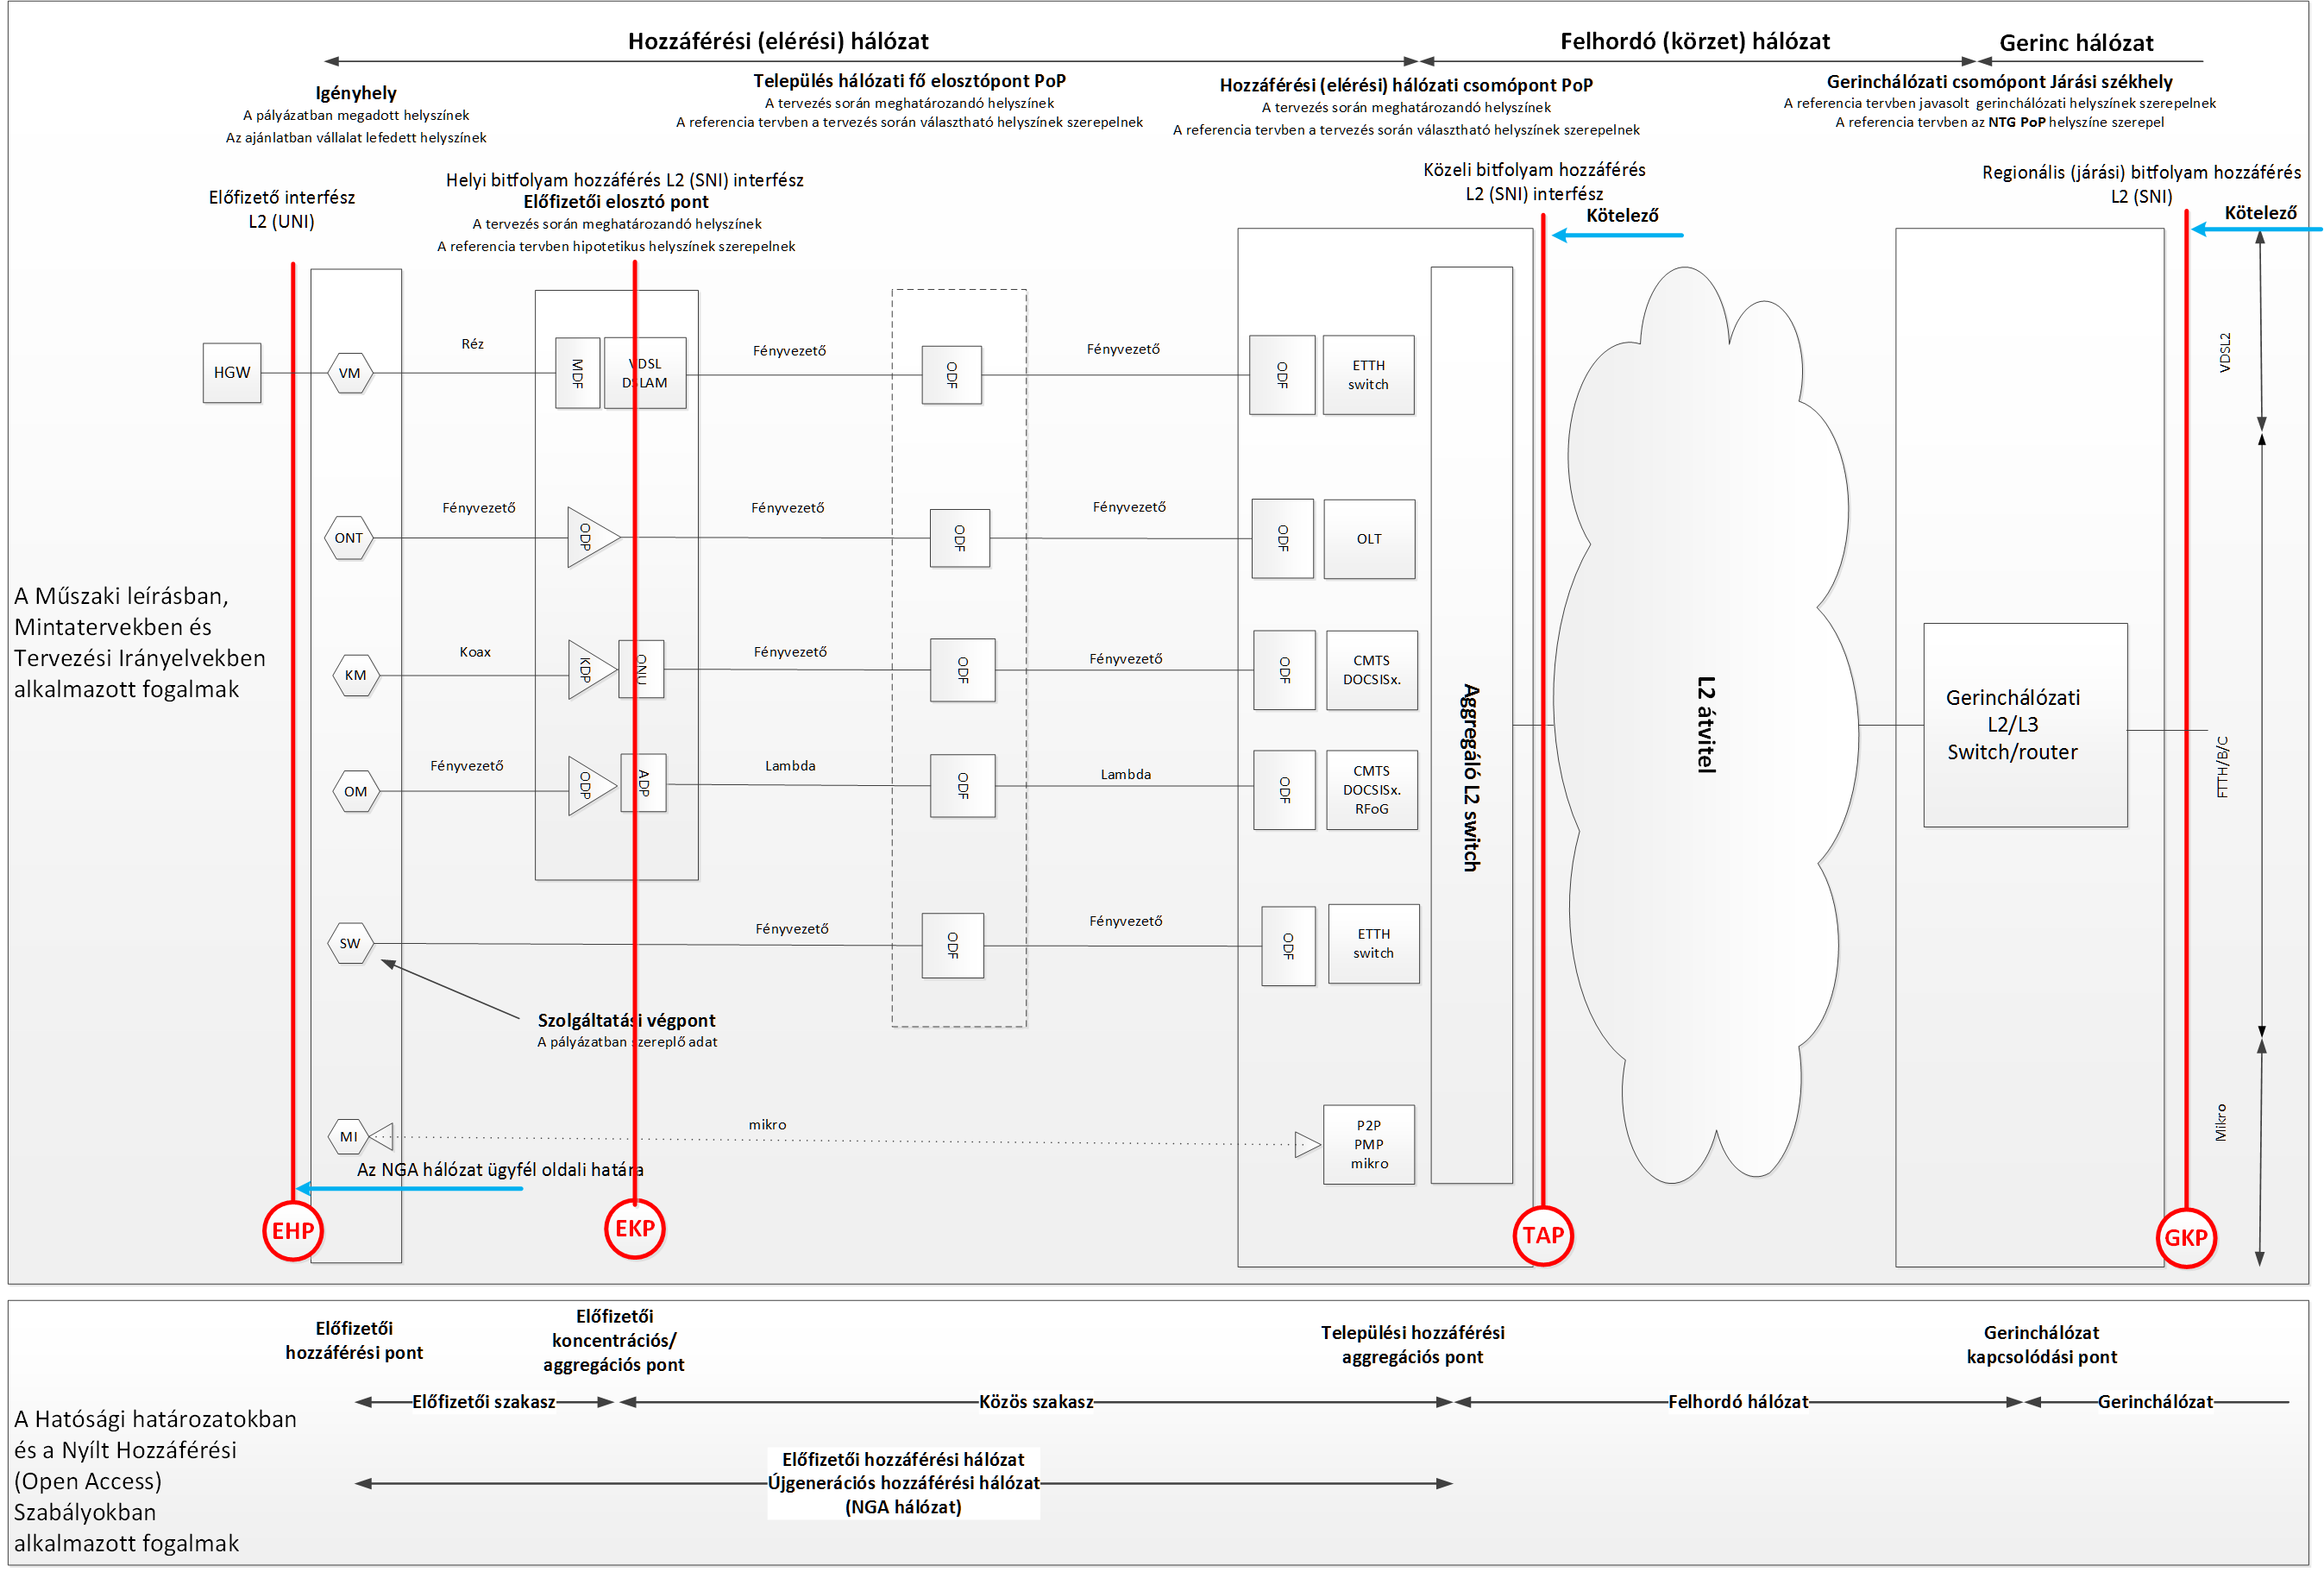 Hozzáférési (elérési) hálózat
Felhordó (körzet) hálózat
Gerinc hálózat
Igényhely
A pályázatban megadott helyszínek
Az ajánlatban vállalat lefedett helyszínek
Település hálózati fő elosztópont PoP
A tervezés során meghatározandó helyszínek
A referencia tervben a tervezés során választható helyszínek szerepelnek
Hozzáférési (elérési) hálózati csomópont PoP
A tervezés során meghatározandó helyszínek
A referencia tervben a tervezés során választható helyszínek szerepelnek
Gerinchálózati csomópont Járási székhely
A referencia tervben javasolt gerinchálózati helyszínek szerepelnek
A referencia tervben az NTG PoP helyszíne szerepel
Előfizető interfész
L2 (UNI)
Helyi bitfolyam hozzáférés L2 (SNI) interfész
Előfizetői elosztó pont
A tervezés során meghatározandó helyszínek
A referencia tervben hipotetikus helyszínek szerepelnek
Közeli bitfolyam hozzáférés
L2 (SNI) interfész
Kötelező
Regionális (járási) bitfolyam hozzáférés
L2 (SNI)
Kötelező
HGW
VM
Réz
MDF
VDSL
DSLAM
Fényvezető
ODF
Fényvezető
ODF
ETTH
switch
VDSL2
ONT
Fényvezető
ODP
Fényvezető
ODF
Fényvezető
ODF
OLT
A Műszaki leírásban,
Mintatervekben és
Tervezési Irányelvekben
alkalmazott fogalmak
KM
Koax
KDP
ONU
Fényvezető
ODF
Fényvezető
ODF
CMTS
DOCSISx.
OM
Fényvezető
ODP
ADP
Lambda
ODF
Lambda
ODF
CMTS
DOCSISx.
RFoG
Aggregáló L2 switch
L2 átvitel
Gerinchálózati
L2/L3
Switch/router
FTTH/B/C
SW
Fényvezető
ODF
Fényvezető
ODF
ETTH
switch
Szolgáltatási végpont
A pályázatban szereplő adat
MI
mikro
P2P
PMP
mikro
Mikro
Az NGA hálózat ügyfél oldali határa
EHP
EKP
TAP
GKP
Előfizetői
hozzáférési pont
Előfizetői
koncentrációs/
aggregációs pont
Települési hozzáférési
aggregációs pont
Gerinchálózat
kapcsolódási pont
Előfizetői szakasz
Közös szakasz
Felhordó hálózat
Gerinchálózat
A Hatósági határozatokban
és a Nyílt Hozzáférési
(Open Access)
Szabályokban
alkalmazott fogalmak
Előfizetői hozzáférési hálózat
Újgenerációs hozzáférési hálózat
(NGA hálózat)